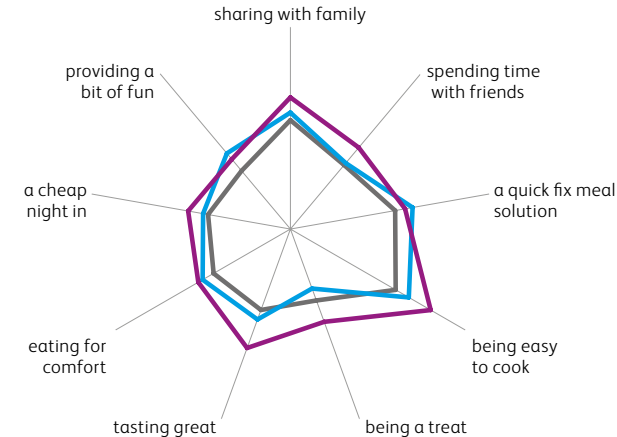 sharing with family
spending time
with friends
a quick fix meal
solution
being easy
to cook
being a treat
tasting great
eating for
comfort
a cheap
night in
providing a
bit of fun